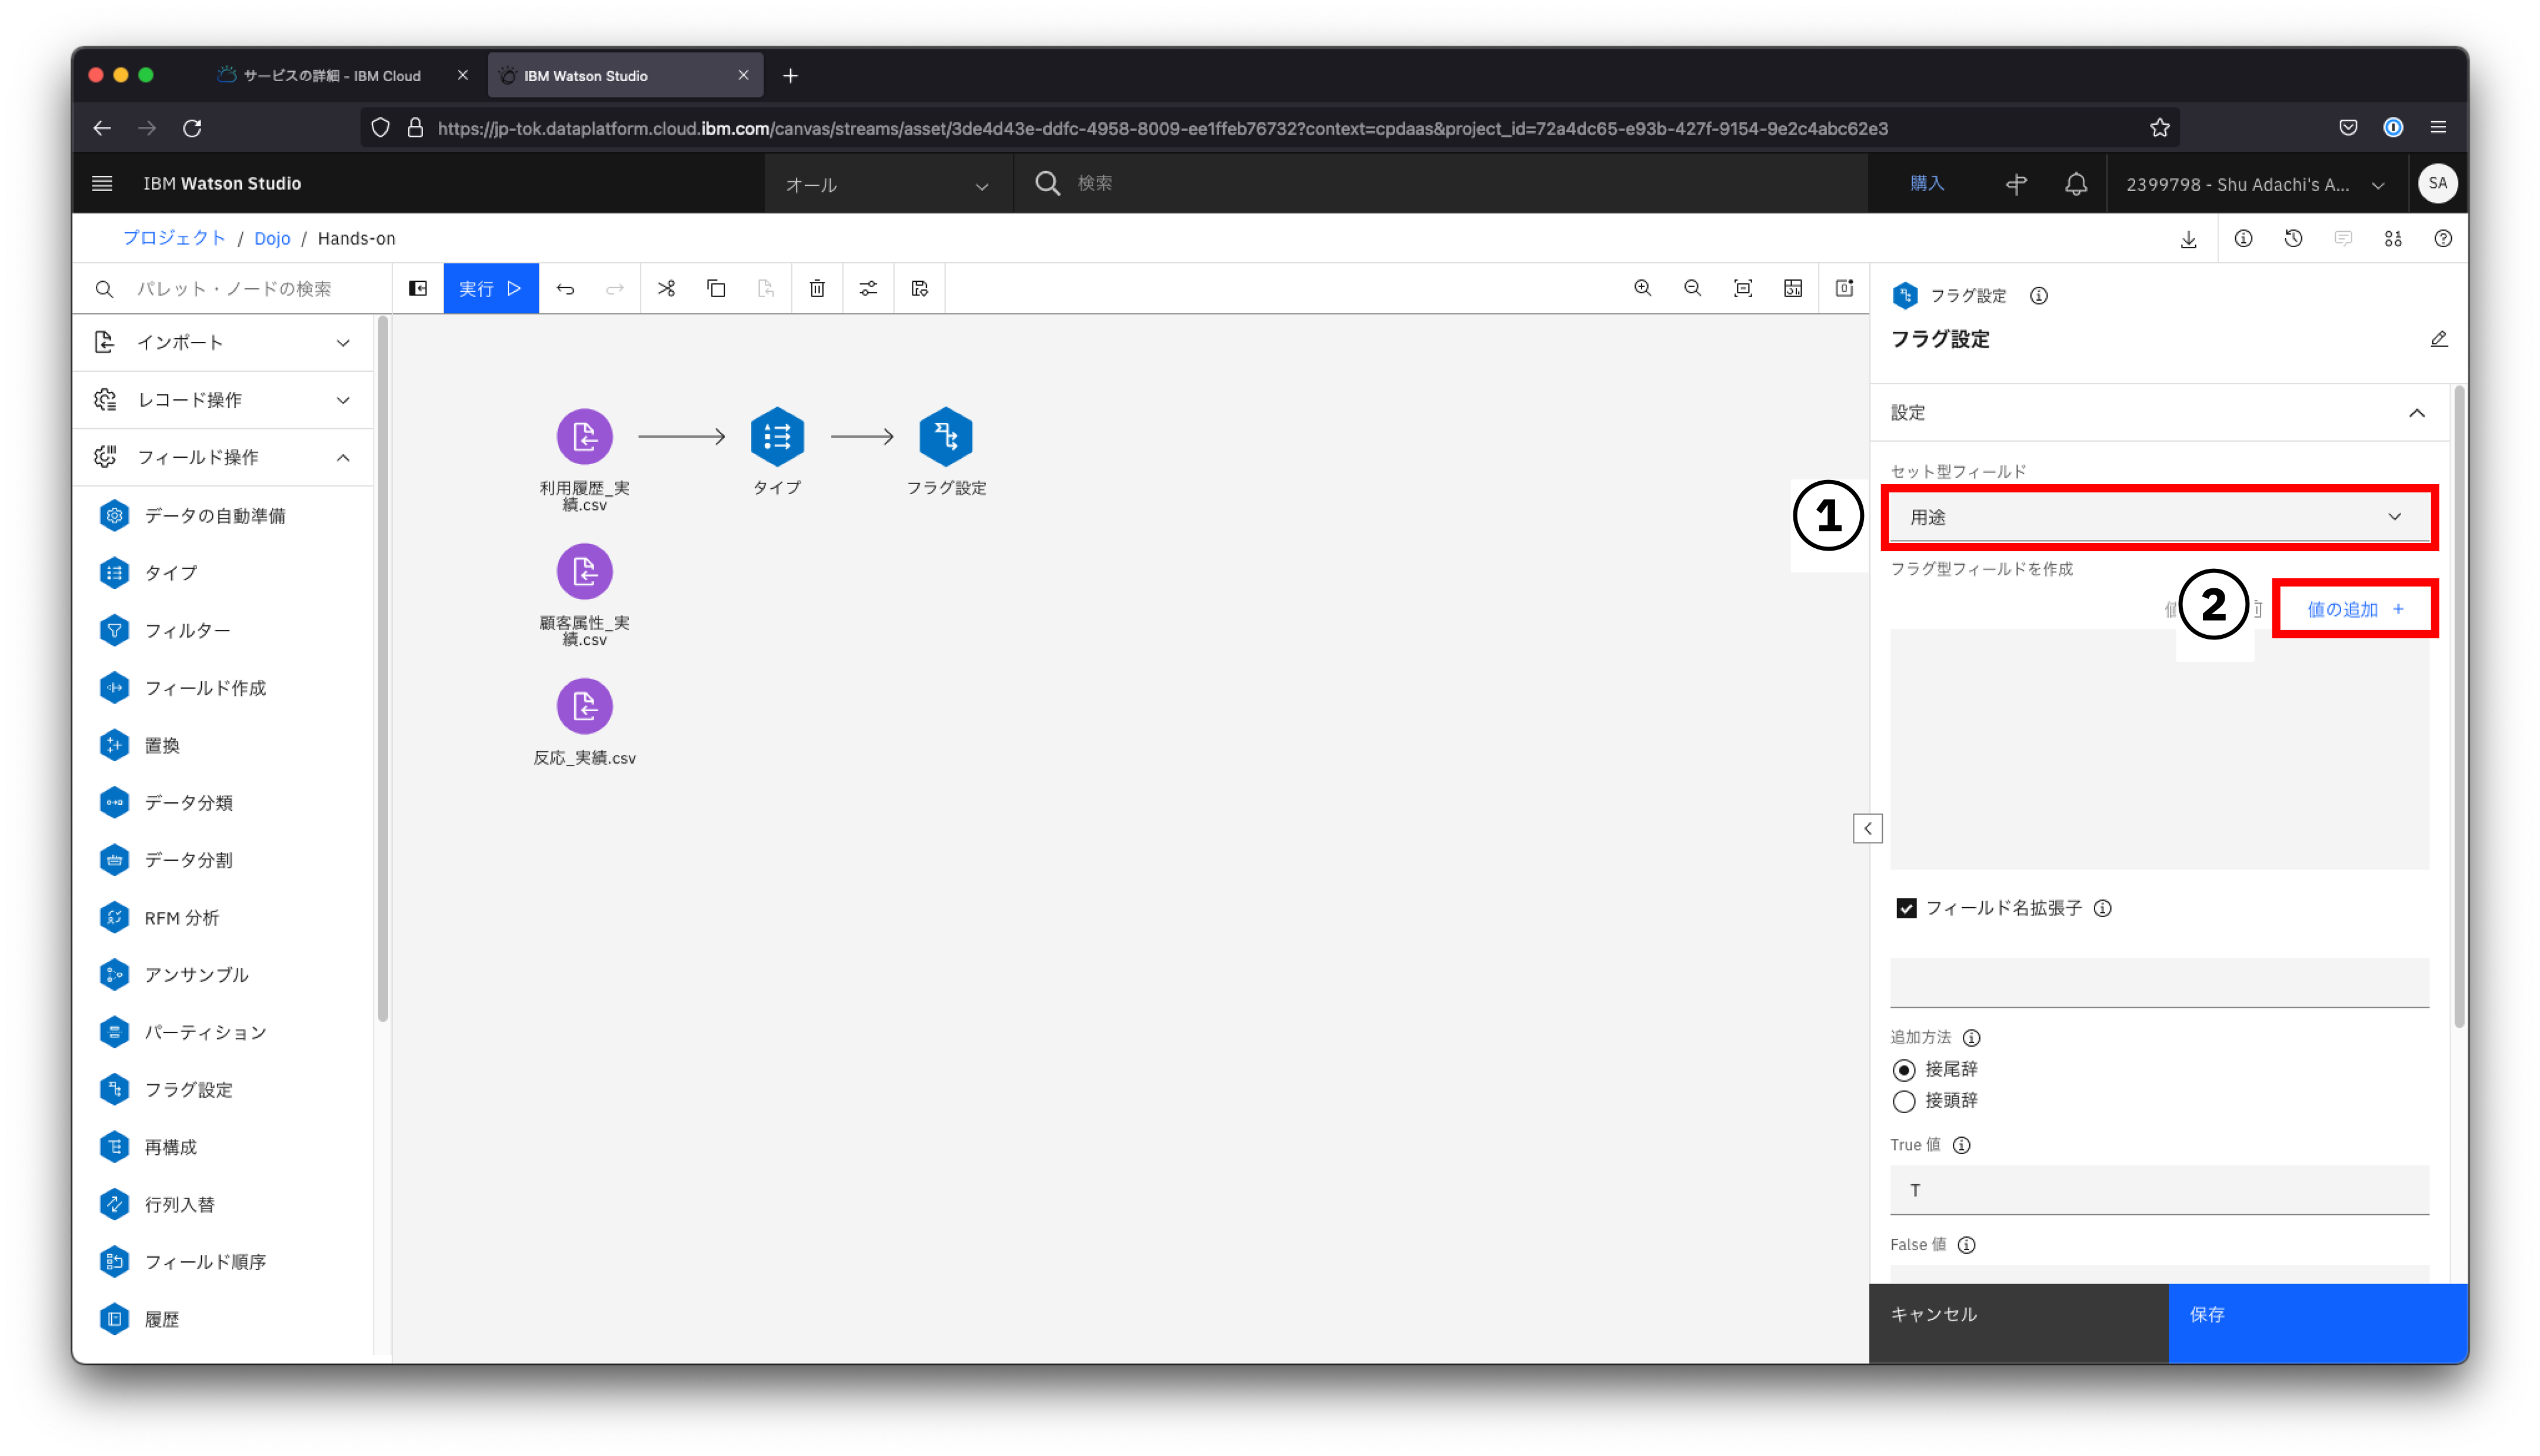 サービスの詳細 - IBM Cloud
IBM Watson Studio
https://jp-tok.dataplatform.cloud.ibm.com/canvas/streams/asset/3de4d43e-ddfc-4958-8009-ee1ffeb76732?context=cpdaas&project_id=72a4dc65-e93b-427f-9154-9e2c4abc62e3
IBM Watson Studio
オール
検索
購入
2399798 - Shu Adachi's A...
SA
プロジェクト / Dojo / Hands-on
パレット・ノードの検索
実行
インポート
レコード操作
フィールド操作
データの自動準備
タイプ
フィルター
フィールド作成
置換
データ分類
データ分割
RFM 分析
アンサンブル
パーティション
フラグ設定
再構成
行列入替
フィールド順序
履歴
利用履歴_実
績.csv
タイプ
フラグ設定
顧客属性_実
績.csv
反応_実績.csv
フラグ設定
フラグ設定
設定
セット型フィールド
1
用途
フラグ型フィールドを作成
2
値の追加 +
フィールド名拡張子
追加方法
接尾辞
接頭辞
True 値
T
False 値
キャンセル
保存